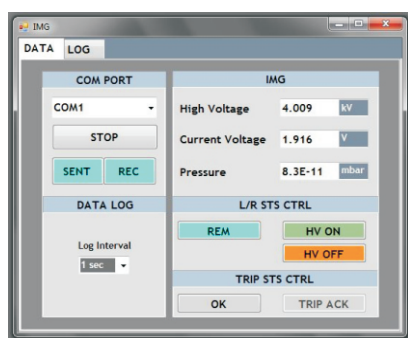 IMG
DATA LOG
COM PORT
COM1
STOP
SENT REC
DATA LOG
Log Interval
1 sec
IMG
High Voltage 4.009 kV
Current Voltage 1.916 V
Pressure 8.3E-11 mbar
L/R STS CTRL
REM HV ON
HV OFF
TRIP STS CTRL
OK TRIP ACK